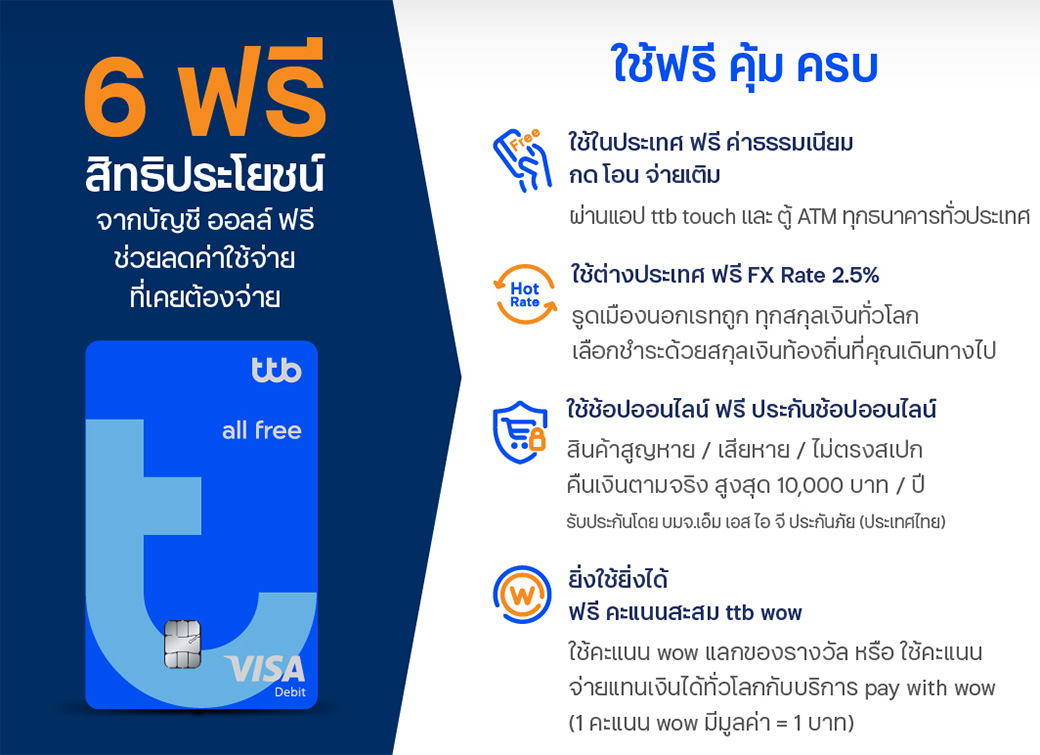 6 ฟรี
สิทธิประโยชน์
จากบัญชี ออลล์ ฟรี
ช่วยลดค่าใช้จ่าย
ที่เคยต้องจ่าย
ttb
all free
VISA
Debit
ใช้ฟรี คุ้ม ครบ
Free
ใช้ในประเทศ ฟรี ค่าธรรมเนียม
กด โอน จ่ายเติม
ผ่านแอป ttb touch และ ตู้ ATM ทุกธนาคารทั่วประเทศ
Hot
Rate
ใช้ต่างประเทศ ฟรี FX Rate 2.5%
รูดเมืองนอกเรทถูก ทุกสกุลเงินทั่วโลก
เลือกชำระด้วยสกุลเงินท้องถิ่นที่คุณเดินทางไป
ใช้ช้อปออนไลน์ ฟรี ประกันช้อปออนไลน์
สินค้าสูญหาย / เสียหาย / ไม่ตรงสเปก
คืนเงินตามจริง สูงสุด 10,000 บาท / ปี
รับประกันโดย บมจ.เอ็ม เอส ไอ จี ประกันภัย (ประเทศไทย)
W
ยิ่งใช้ยิ่งได้
ฟรี คะแนนสะสม ttb wow
ใช้คะแนน wow แลกของรางวัล หรือ ใช้คะแนน
จ่ายแทนเงินได้ทั่วโลกกับบริการ pay with wow
(1 คะแนน wow มีมูลค่า = 1 บาท)